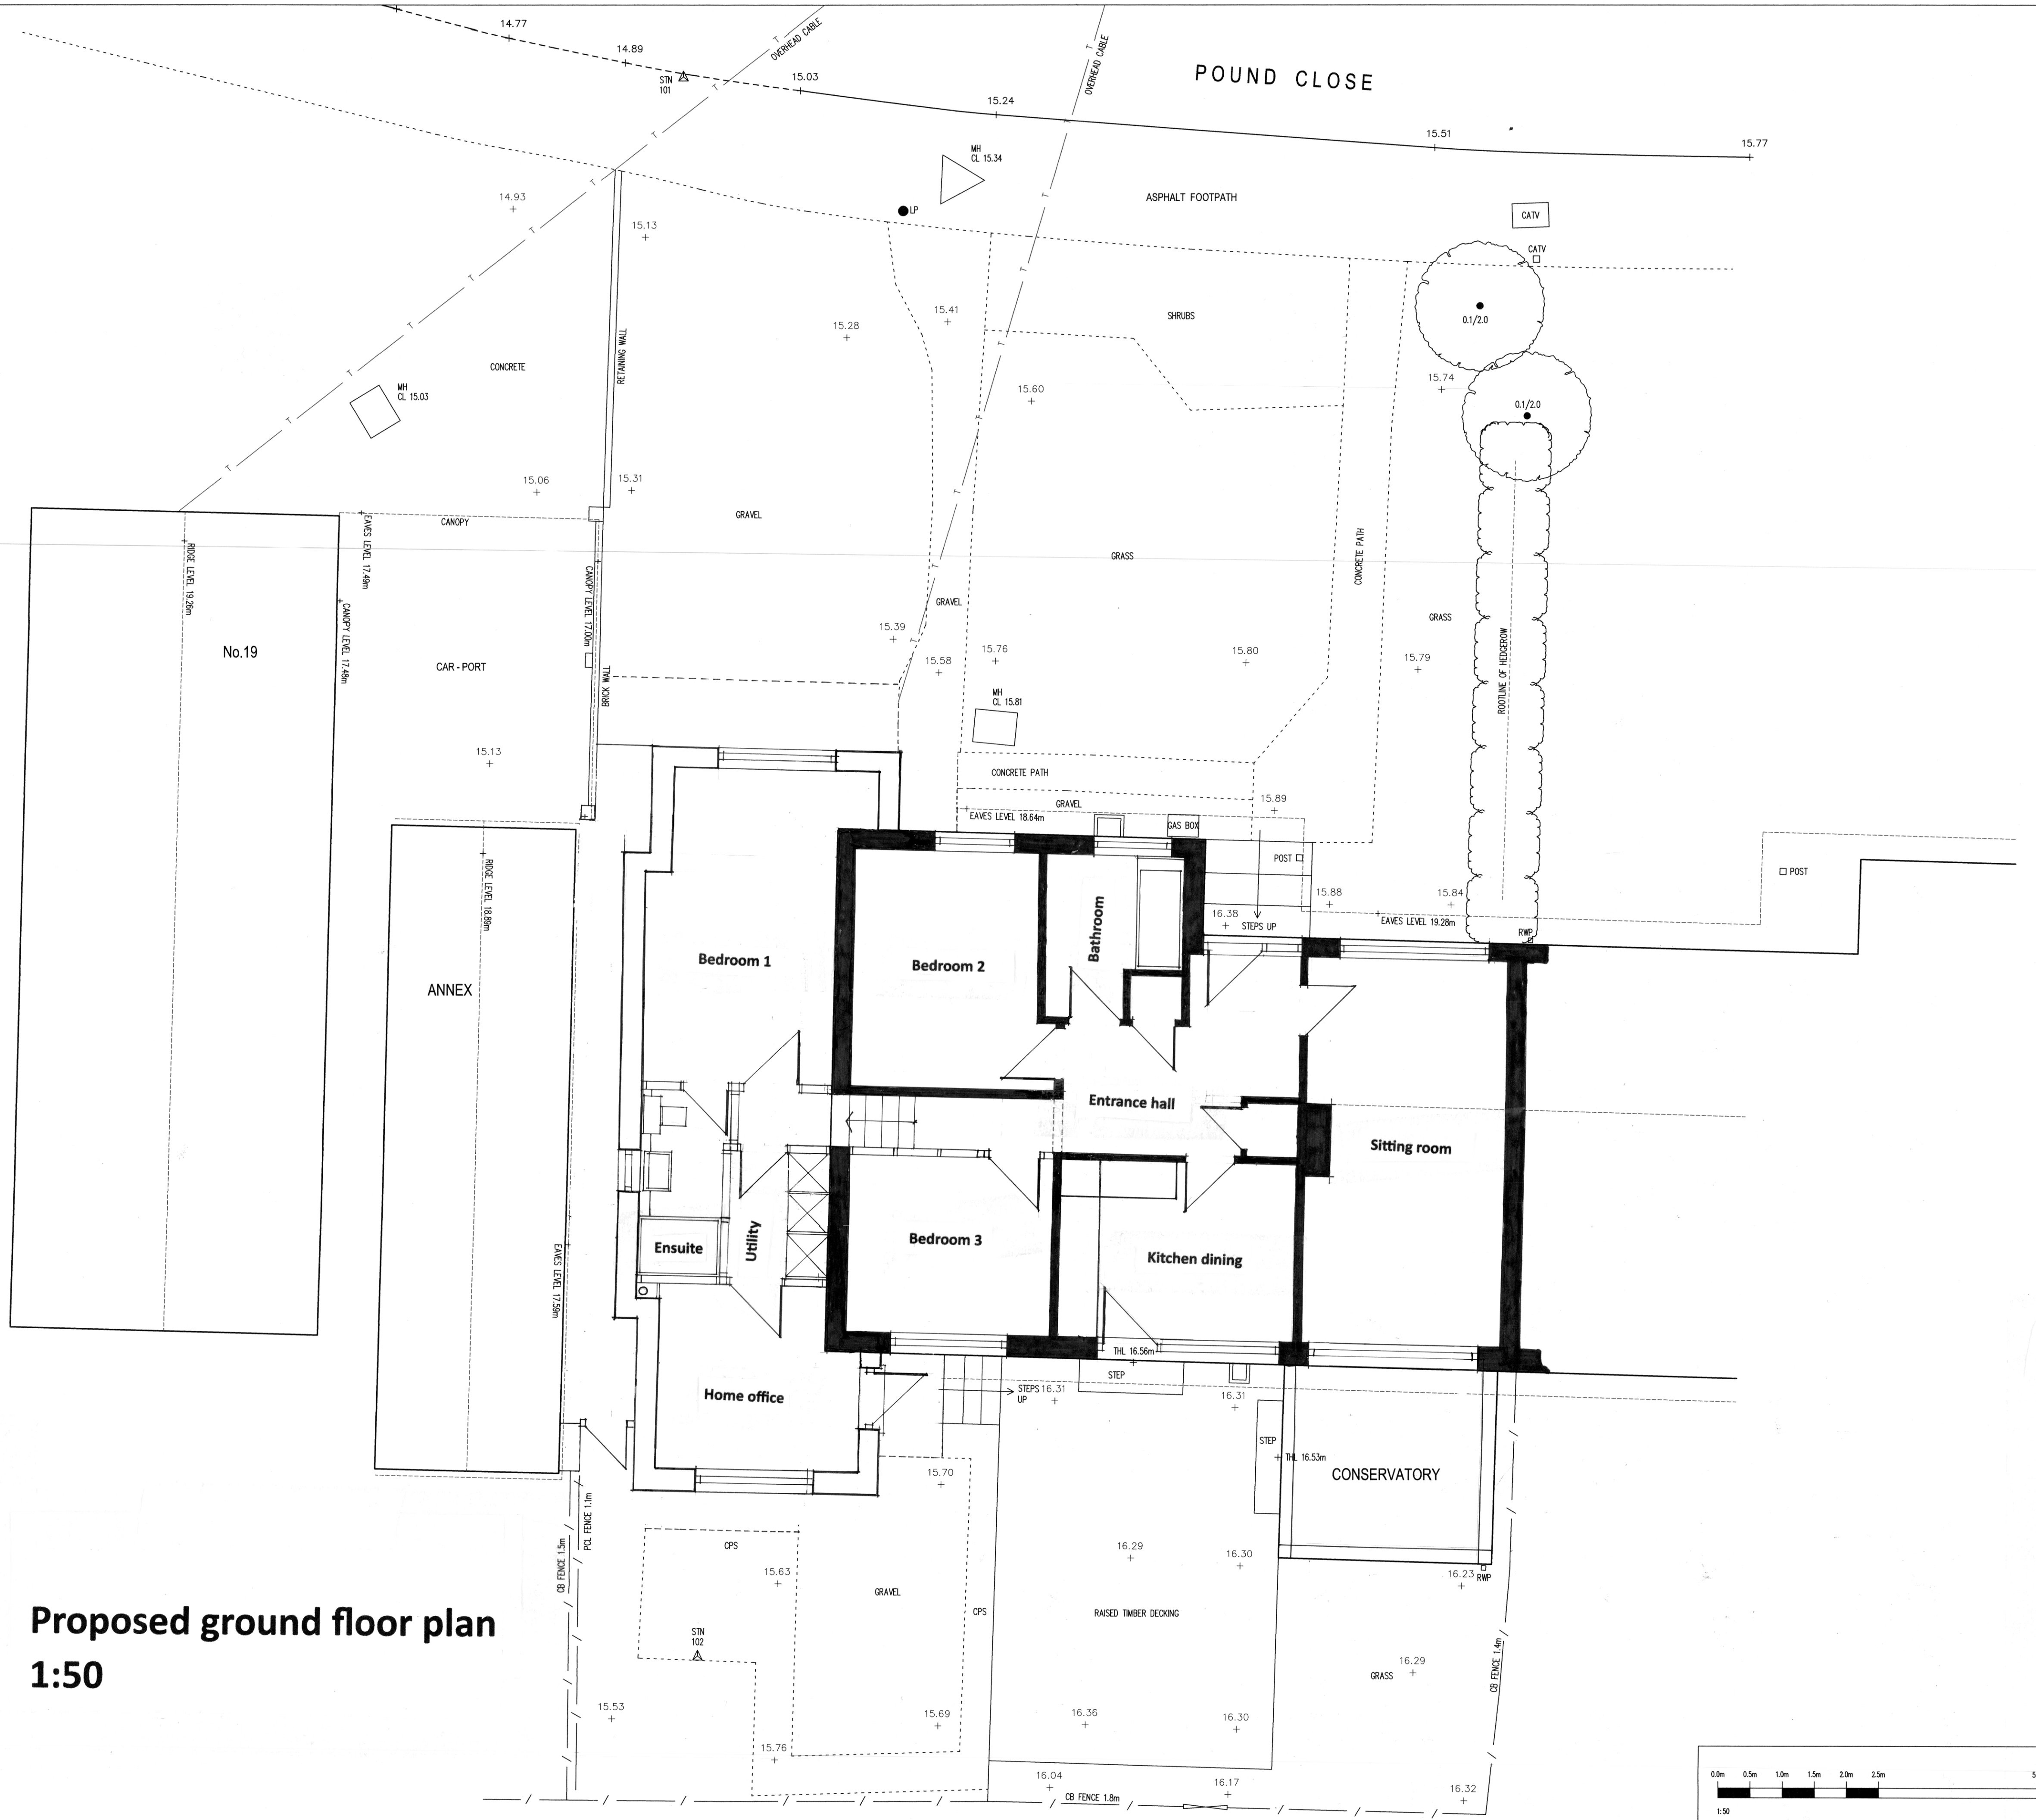 14.77
14.89
STN
101
15.03
OVERHEAD CABLE
T
T
T
T
T
T
T
T
T
T
T
OVERHEAD CABLE
T
T
T
T
T
T
T
T
T
T
POUND CLOSE
15.24
15.51
15.77
MH
CL 15.34
ASPHALT FOOTPATH
LP
CATV
CATV
14.93
15.13
15.28
15.41
SHRUBS
0.1/2.0
0.1/2.0
RETAINING WALL
CONCRETE
MH
CL 15.03
15.60
15.74
15.06
15.31
GRAVEL
CANOPY
EAVES LEVEL 17.49m
RIDGE LEVEL 19.26m
CANOPY LEVEL 17.48m
CANOPY LEVEL 17.00m
GRASS
CONCRETE PATH
GRAVEL
GRASS
ROOTLINE OF HEDGEROW
No.19
CAR - PORT
BRICK WALL
15.39
15.58
15.76
15.80
15.79
MH
CL 15.81
15.13
CONCRETE PATH
GRAVEL
15.89
EAVES LEVEL 18.64m
GAS BOX
POST
POST
15.88
15.84
16.38
STEPS UP
EAVES LEVEL 19.28m
RWP
RIDGE LEVEL 18.89m
ANNEX
Bedroom 1
Bedroom 2
Bathroom
Entrance hall
Sitting room
Ensuite
Utility
Bedroom 3
Kitchen dining
EAVES LEVEL 17.59m
Home office
THL 16.56m
STEP
STEPS
UP
16.31
16.31
STEP
THL 16.53m
CONSERVATORY
15.70
PCL FENCE 1.1m
CB FENCE 1.5m
CPS
15.63
GRAVEL
CPS
16.29
16.30
16.23
RWP
RAISED TIMBER DECKING
Proposed ground floor plan
1:50
STN
102
16.29
GRASS
CB FENCE 1.4m
15.53
15.69
15.76
16.36
16.30
16.04
16.17
16.32
CB FENCE 1.8m
0.0m 0.5m 1.0m 1.5m 2.0m 2.5m 5
1:50